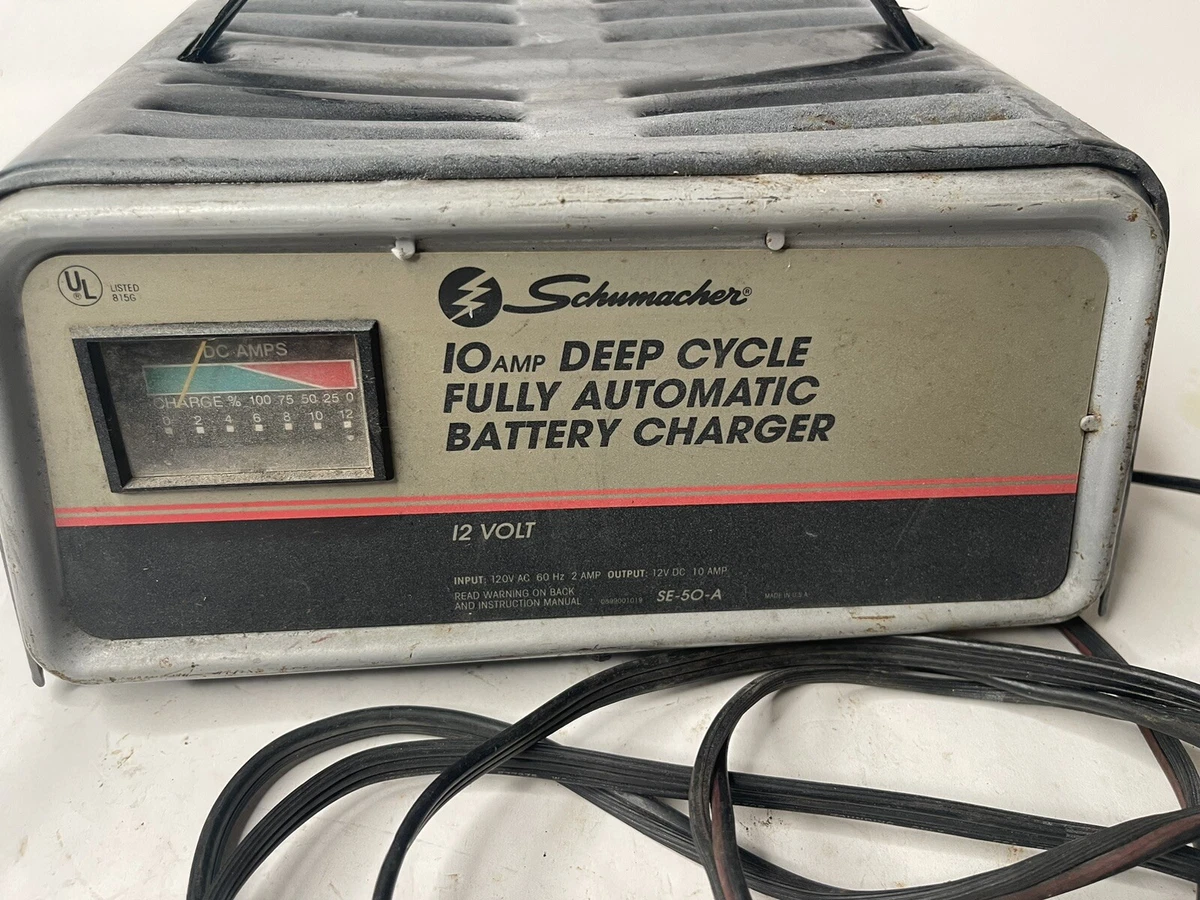 UL
®
LISTED
815G
Schumacher®
DC AMPS
CHARGE % 100 75 50 25 0
0 2 4 6 8 10 12
10 AMP DEEP CYCLE
FULLY AUTOMATIC
BATTERY CHARGER
12 VOLT
INPUT: 120V AC 60 Hz 2 AMP OUTPUT: 12V DC 10 AMP
READ WARNING ON BACK
AND INSTRUCTION MANUAL
SE-50-A
MADE IN U.S.A.